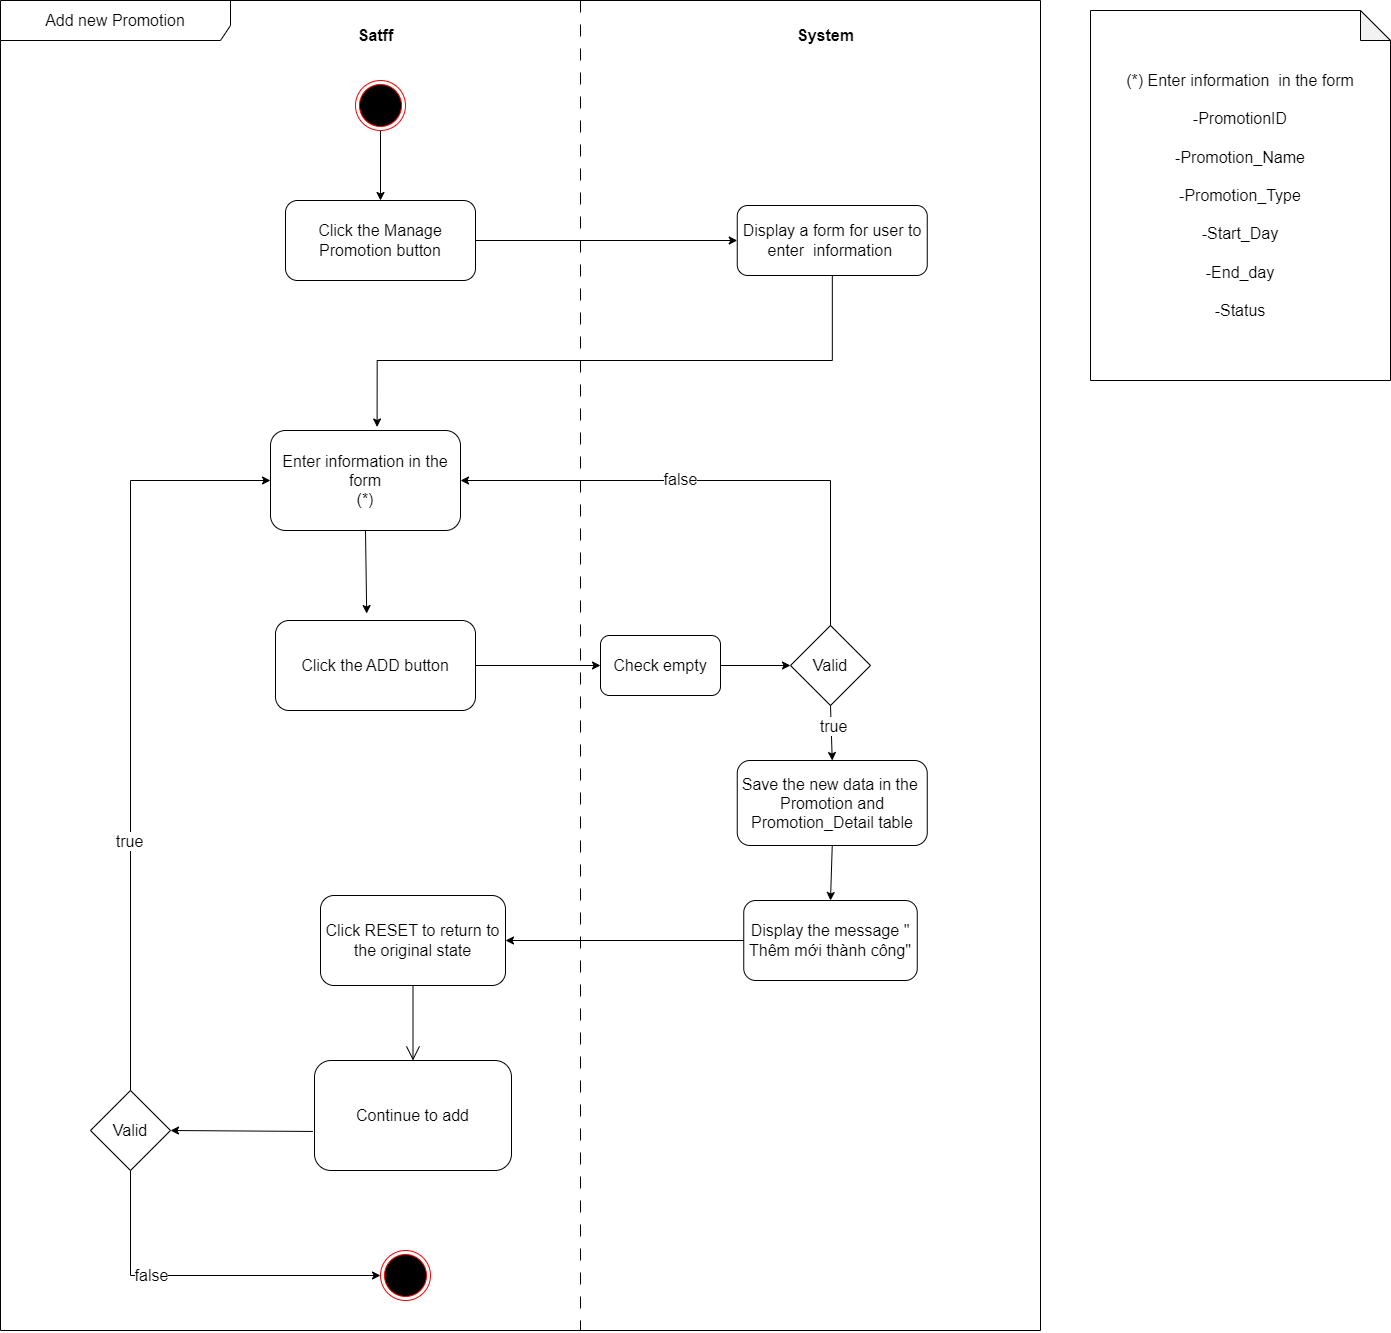 Add new Promotion
Satff
System
Click the Manage
Promotion button
Display a form for user to
enter  information
Enter information in the
form
(*)
false
Click the ADD button
Check empty
Valid
true
Save the new data in the
Promotion and
Promotion_Detail table
true
Click RESET to return to
the original state
Display the message "
Thêm mới thành công"
Continue to add
Valid
false
(*) Enter information  in the form
-PromotionID
-Promotion_Name
-Promotion_Type
-Start_Day
-End_day
-Status